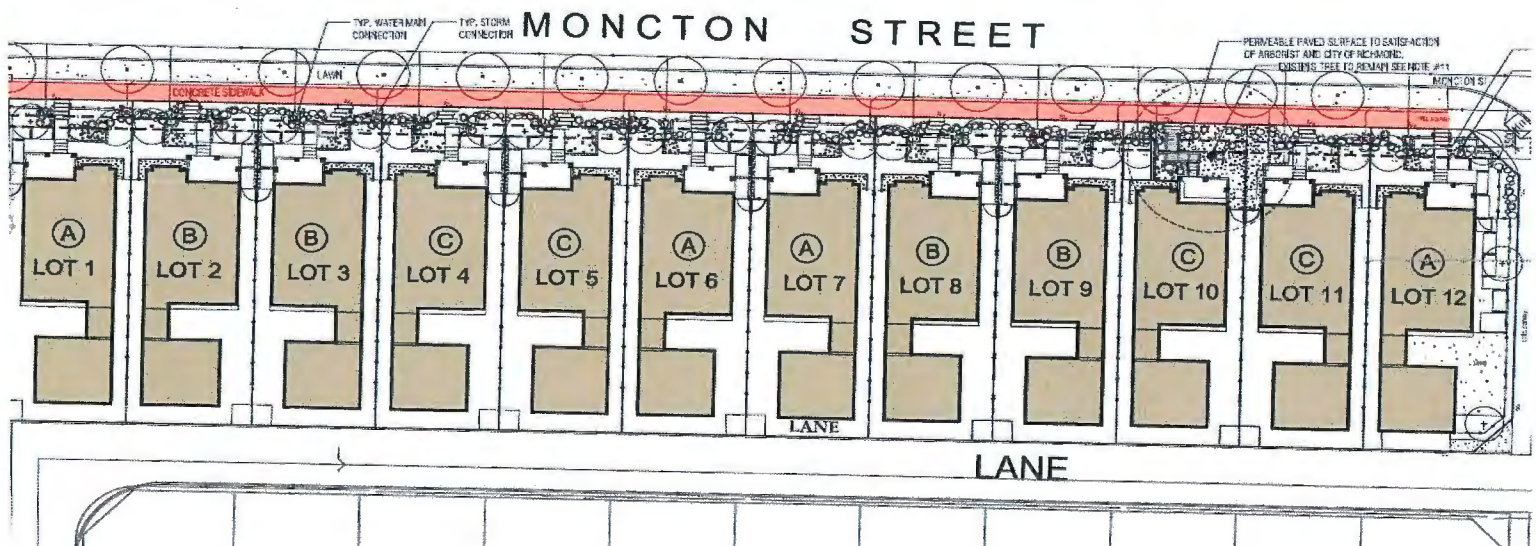 MONCTON STREET
TYP. WATER MAIN
CONNECTION
TYP. STORM
CONNECTION
PERMEABLE PAVED SURFACE TO SATISFACTION
OF ARBORIST AND CITY OF RICHMOND.
EXISTING TREE TO REMAIN SEE NOTE #11
MONCTON ST
LAWN
CONCRETE SIDEWALK
A
LOT 1
B
LOT 2
B
LOT 3
C
LOT 4
C
LOT 5
A
LOT 6
A
LOT 7
B
LOT 8
B
LOT 9
C
LOT 10
C
LOT 11
A
LOT 12
LANE
LANE